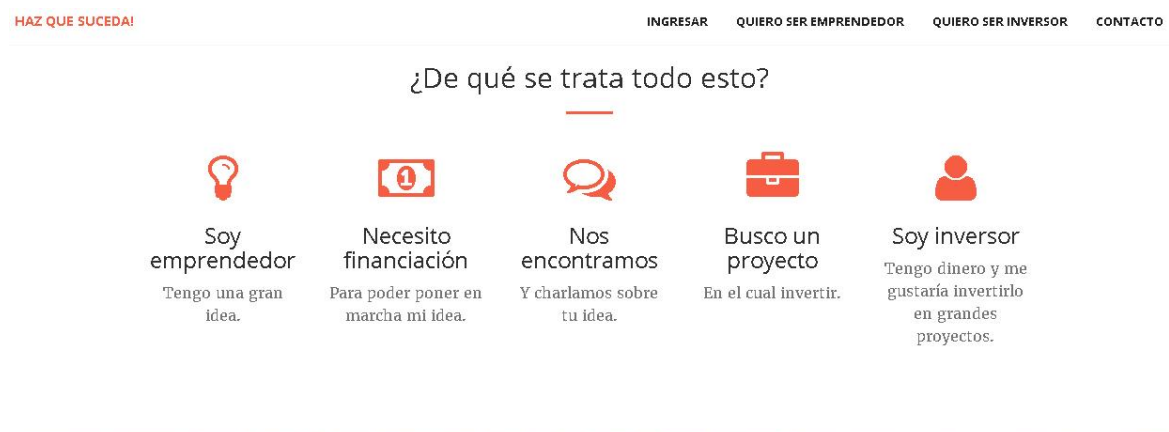 HAZ QUE SUCEDA!
INGRESAR
QUIERO SER EMPRENDEDOR
QUIERO SER INVERSOR
CONTACTO
¿De qué se trata todo esto?
1
Soy
emprendedor
Tengo una gran
idea.
Necesito
financiación
Para poder poner en
marcha mi idea.
Nos
encontramos
Y charlamos sobre
tu idea.
Busco un
proyecto
En el cual invertir.
Soy inversor
Tengo dinero y me
gustaría invertirlo
en grandes
proyectos.